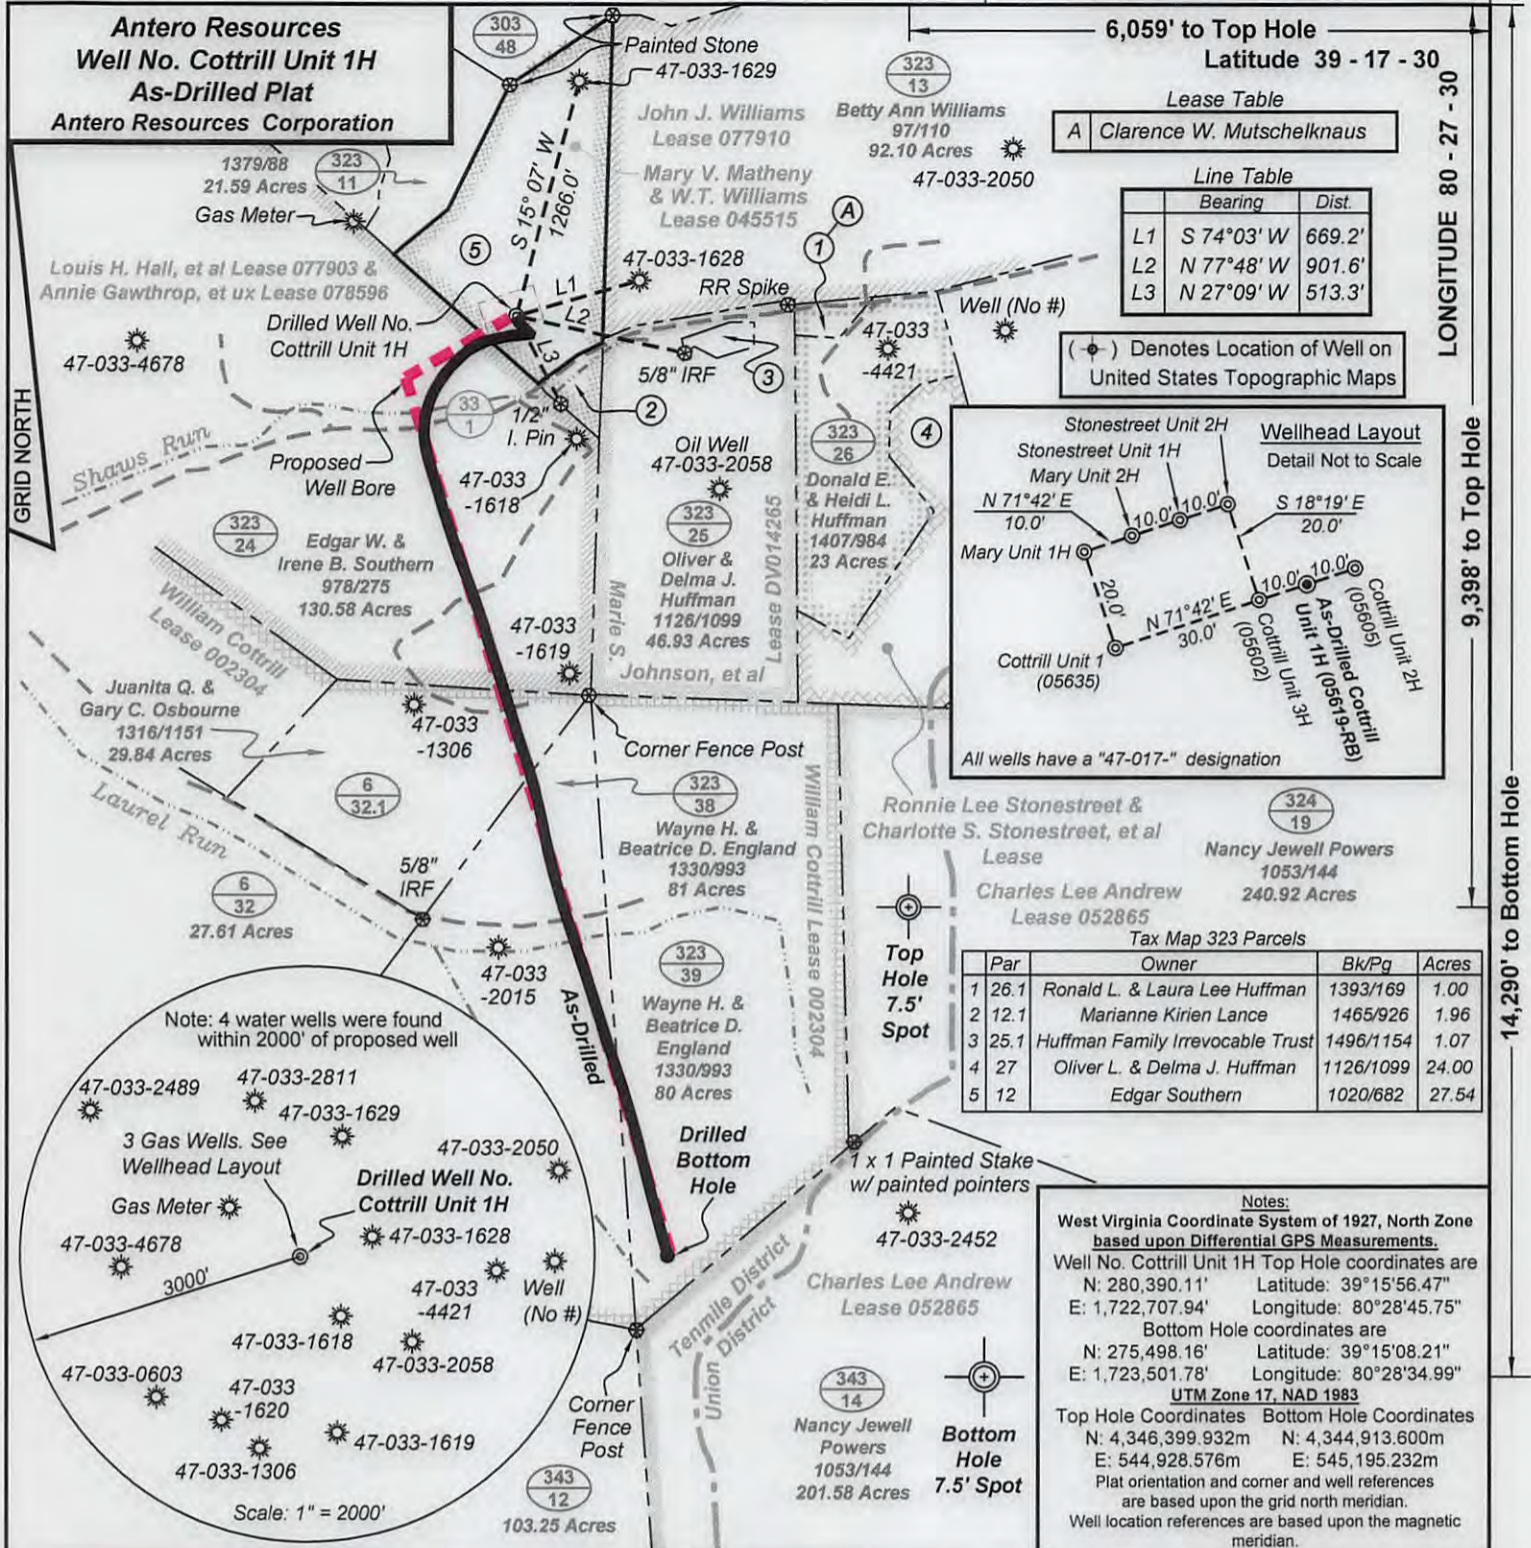 Antero Resources
Well No. Cottrill Unit 1H
As-Drilled Plat
Antero Resources Corporation
303
48
Painted Stone
47-033-1629
6,059' to Top Hole
Latitude 39 - 17 - 30
LONGITUDE 80 - 27 - 30
323
13
Betty Ann Williams
97/110
92.10 Acres
47-033-2050
John J. Williams
Lease 077910
Mary V. Matheny
& W.T. Williams
Lease 045515
Lease Table
A Clarence W. Mutschelknaus
Line Table
Bearing Dist.
L1 S 74°03' W 669.2'
L2 N 77°48' W 901.6'
L3 N 27°09' W 513.3'
( ) Denotes Location of Well on
United States Topographic Maps
1379/88
21.59 Acres
323
11
Gas Meter
S 15° 07' W
1266.0'
5
A
1
Louis H. Hall, et al Lease 077903 &
Annie Gawthrop, et ux Lease 078596
47-033-4678
Drilled Well No.
Cottrill Unit 1H
47-033-1628
L1
L2
L3
RR Spike
Well (No #)
47-033
-4421
5/8" IRF
3
2
4
GRID NORTH
Shaws Run
33
1
1/2"
I. Pin
Proposed
Well Bore
47-033
-1618
Oil Well
47-033-2058
323
25
Oliver &
Delma J.
Huffman
1126/1099
46.93 Acres
Marie S.
Johnson, et al
Lease DV014265
323
26
Donald E.
& Heidi L.
Huffman
1407/984
23 Acres
323
24
Edgar W. &
Irene B. Southern
978/275
130.58 Acres
William Cottrill
Lease 002304
47-033
-1619
Wellhead Layout
Detail Not to Scale
Stonestreet Unit 2H
Stonestreet Unit 1H
Mary Unit 2H
N 71°42' E
10.0'
10.0'
10.0'
S 18°19' E
20.0'
Mary Unit 1H
20.0'
N 71°42' E
30.0'
10.0'
10.0'
Cottrill Unit 1
(05635)
Cottrill Unit 3H
(05602)
As-Drilled Cottrill
Unit 1H (05619-RB)
Cottrill Unit 2H
(05605)
All wells have a "47-017-" designation
9,398' to Top Hole
14,290' to Bottom Hole
Juanita Q. &
Gary C. Osbourne
1316/1151
29.84 Acres
47-033
-1306
Corner Fence Post
6
32.1
Laurel Run
323
38
Wayne H. &
Beatrice D. England
1330/993
81 Acres
William Cottrill Lease 002304
Ronnie Lee Stonestreet &
Charlotte S. Stonestreet, et al
Lease
Charles Lee Andrew
Lease 052865
324
19
Nancy Jewell Powers
1053/144
240.92 Acres
5/8"
IRF
6
32
27.61 Acres
47-033
-2015
As-Drilled
323
39
Wayne H. &
Beatrice D.
England
1330/993
80 Acres
Top
Hole
7.5'
Spot
Tax Map 323 Parcels
Par Owner Bk/Pg Acres
1 26.1 Ronald L. & Laura Lee Huffman 1393/169 1.00
2 12.1 Marianne Kirien Lance 1465/926 1.96
3 25.1 Huffman Family Irrevocable Trust 1496/1154 1.07
4 27 Oliver L. & Delma J. Huffman 1126/1099 24.00
5 12 Edgar Southern 1020/682 27.54
Note: 4 water wells were found
within 2000' of proposed well
47-033-2489
47-033-2811
47-033-1629
3 Gas Wells. See
Wellhead Layout
47-033-2050
Drilled Well No.
Cottrill Unit 1H
Gas Meter
47-033-1628
47-033-4678
3000'
47-033
-4421
Well
(No #)
47-033-1618
47-033-2058
47-033-0603
47-033
-1620
47-033-1619
47-033-1306
Scale: 1" = 2000'
Drilled
Bottom
Hole
1 x 1 Painted Stake
w/ painted pointers
47-033-2452
Charles Lee Andrew
Lease 052865
Tenmile District
Union District
Corner
Fence
Post
343
12
103.25 Acres
343
14
Nancy Jewell
Powers
1053/144
201.58 Acres
Bottom
Hole
7.5' Spot
Notes:
West Virginia Coordinate System of 1927, North Zone
based upon Differential GPS Measurements.
Well No. Cottrill Unit 1H Top Hole coordinates are
N: 280,390.11' Latitude: 39°15'56.47"
E: 1,722,707.94' Longitude: 80°28'45.75"
Bottom Hole coordinates are
N: 275,498.16' Latitude: 39°15'08.21"
E: 1,723,501.78' Longitude: 80°28'34.99"
UTM Zone 17, NAD 1983
Top Hole Coordinates Bottom Hole Coordinates
N: 4,346,399.932m N: 4,344,913.600m
E: 544,928.576m E: 545,195.232m
Plat orientation and corner and well references
are based upon the grid north meridian.
Well location references are based upon the magnetic
meridian.